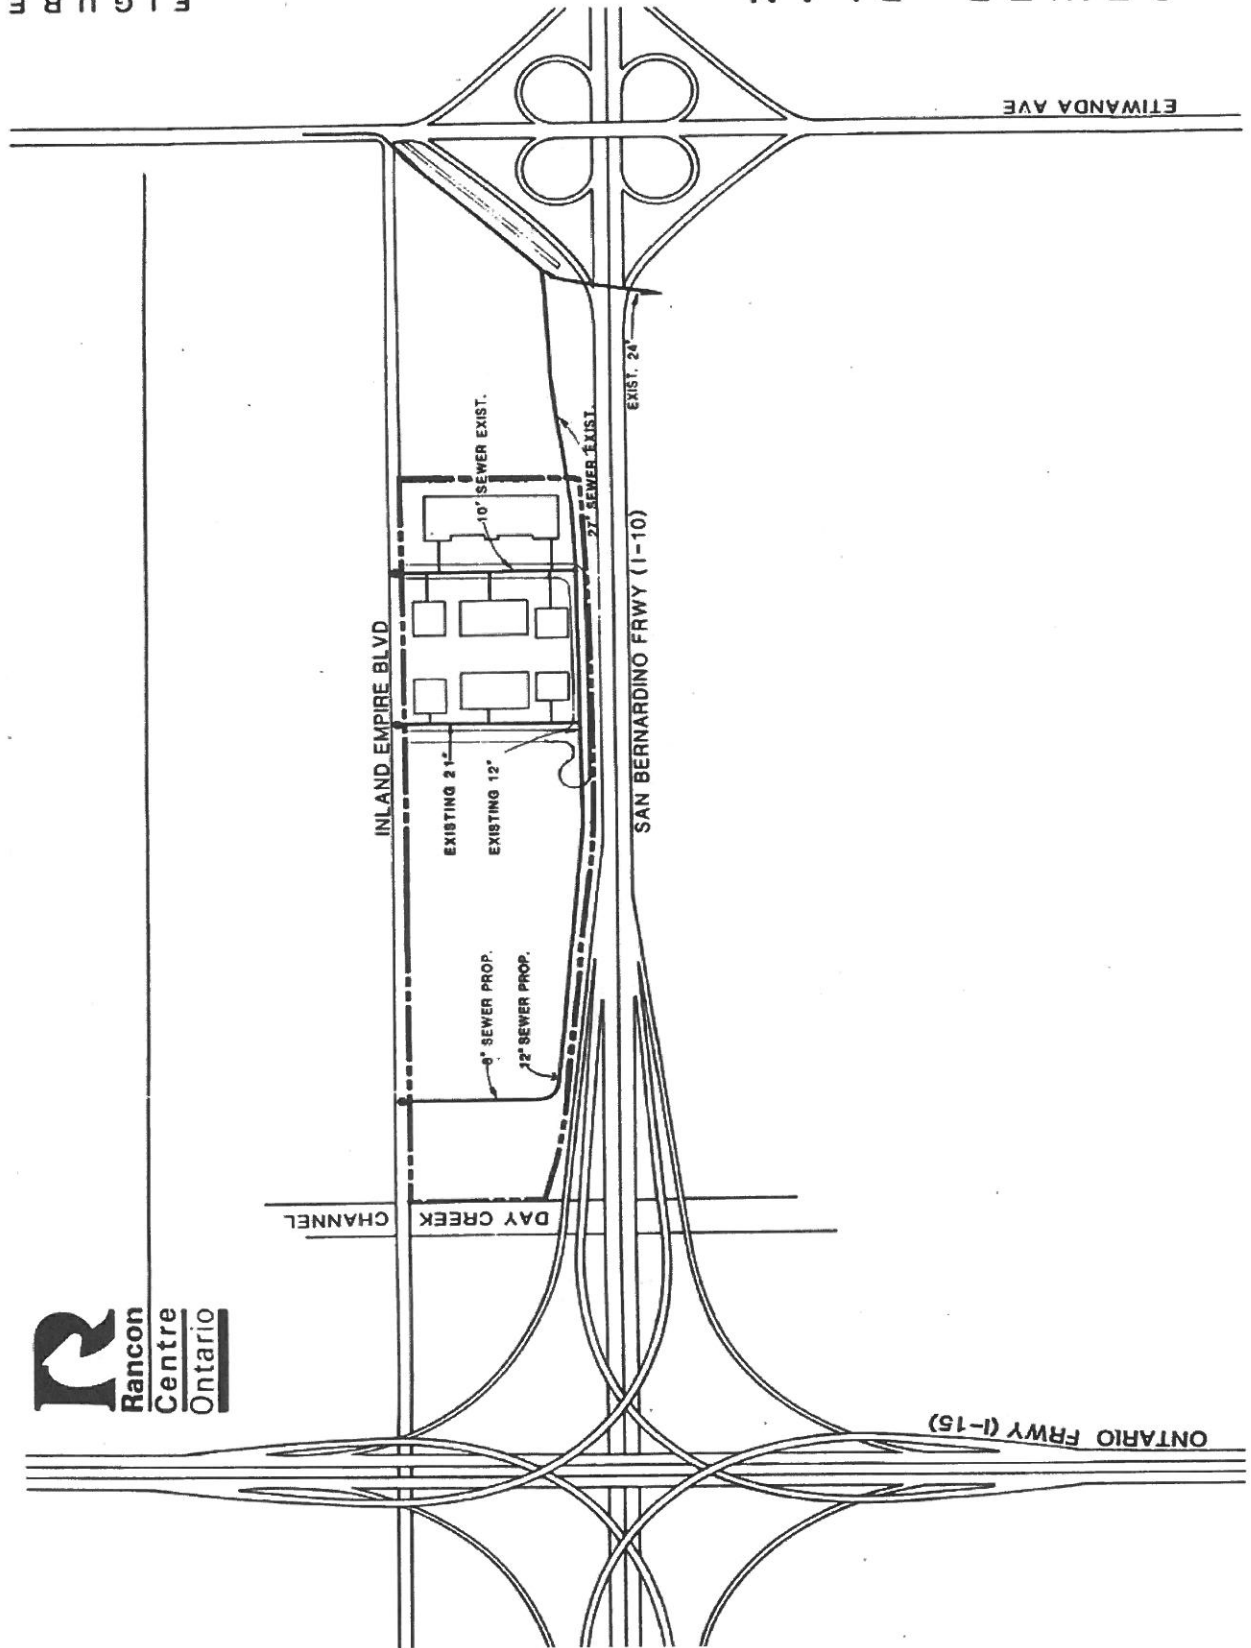 Rancon
Centre
Ontario
FIGURE
ETIWANDA AVE
EXIST. 24"
10" SEWER EXIST.
27" SEWER EXIST.
INLAND EMPIRE BLVD
SAN BERNARDINO FRWY (I-10)
EXISTING 21"
EXISTING 12"
8" SEWER PROP.
12" SEWER PROP.
DAY CREEK CHANNEL
ONTARIO FRWY (I-15)